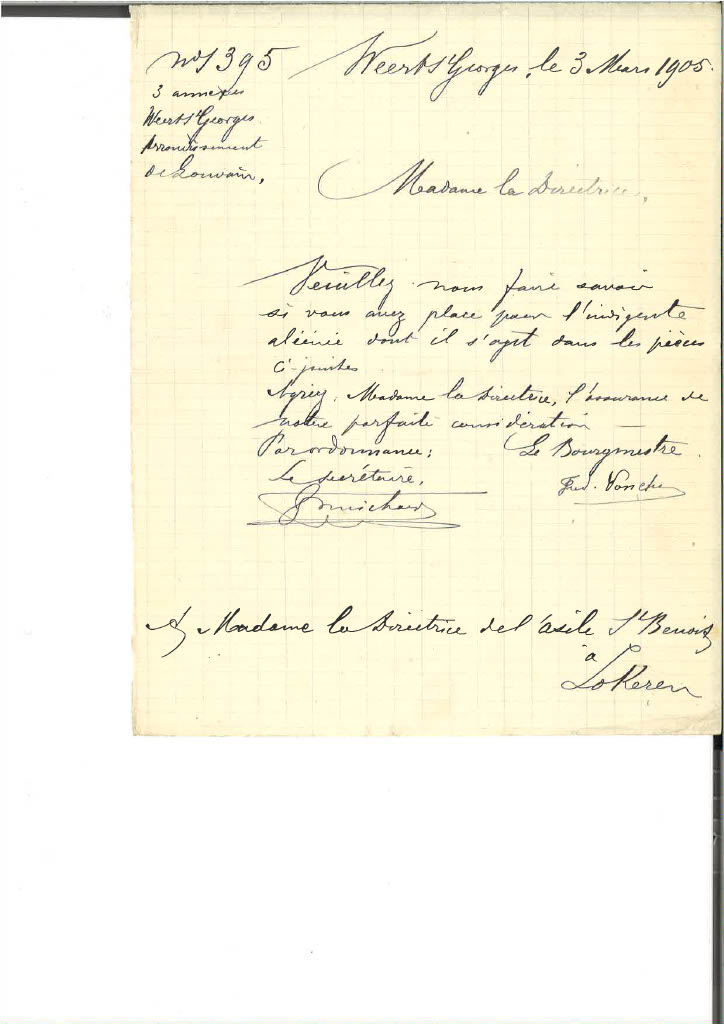 No 1395
Weert St Georges, le 3 Mars 1905.
3 annexes
Weert St Georges
Arrondissement
de Louvain,
Madame la Directrice,
Veuillez nous faire savoir
si vous avez place pour l'indigente
aliénée dont il s'agit dans les pièces
ci-jointes
Agréez, Madame la Directrice, l'assurance de
notre parfaite considération —
Par ordonnance: Le Bourgmestre
Le secrétaire,
A Madame la Directrice de l'asile St Benoit
à
Lokeren